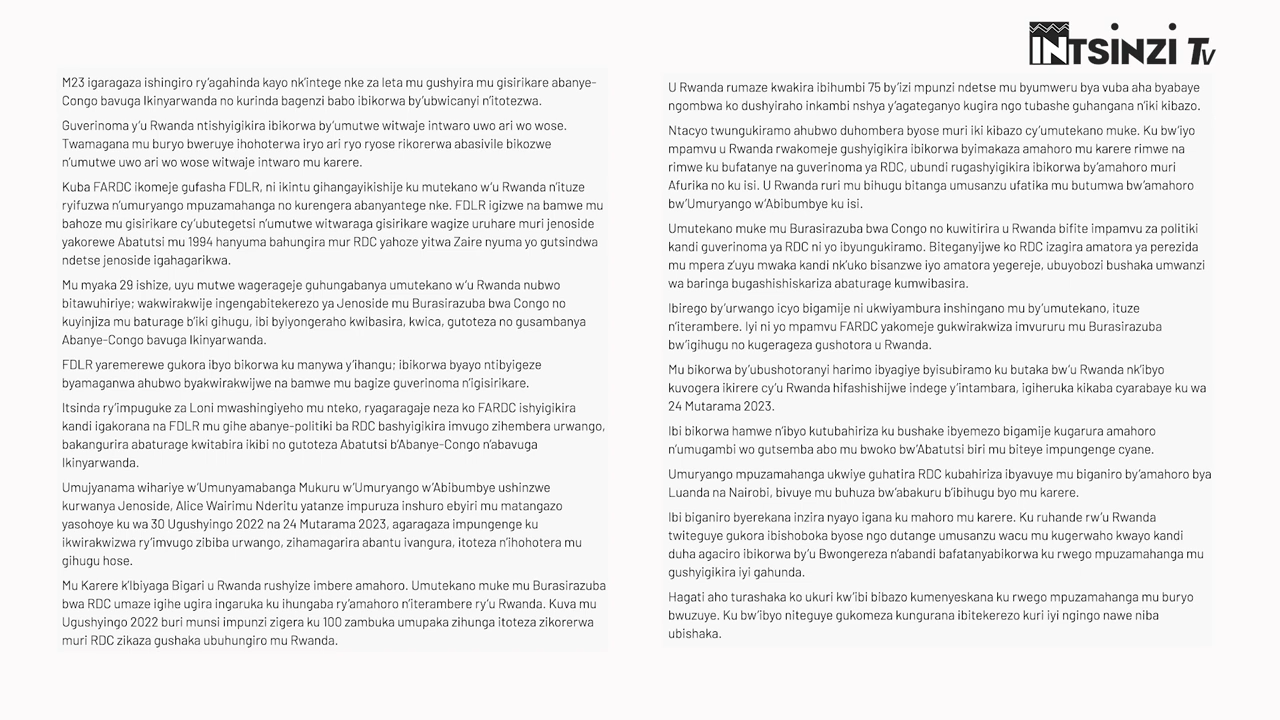 INTSINZI TV
M23 igaragaza ishingiro ry'agahinda kayo nk'intege nke za leta mu gushyira mu gisirikare abanye-
Congo bavuga Ikinyarwanda no kurinda bagenzi babo ibikorwa by'ubwicanyi n'itotezwa.
Guverinoma y'u Rwanda ntishyigikira ibikorwa by'umutwe witwaje intwaro uwo ari wo wose.
Twamagana mu buryo bweruye ihohoterwa iryo ari ryo ryose rikorerwa abasivile bikozwe
n'umutwe uwo ari wo wose witwaje intwaro mu karere.
Kuba FARDC ikomeje gufasha FDLR, ni ikintu gihangayikishije ku mutekano w'u Rwanda n'ituze
ryifuzwa n'umuryango mpuzamahanga no kurengera abanyantege nke. FDLR igizwe na bamwe mu
bahoze mu gisirikare cy'ubutegetsi n'umutwe witwaraga gisirikare wagize uruhare muri jenoside
yakorewe Abatutsi mu 1994 hanyuma bahungira mur RDC yahoze yitwa Zaire nyuma yo gutsindwa
ndetse jenoside igahagarikwa.
Mu myaka 29 ishize, uyu mutwe wagerageje guhungabanya umutekano w'u Rwanda nubwo
bitawuhiriye; wakwirakwije ingengabitekerezo ya Jenoside mu Burasirazuba bwa Congo no
kuyinjiza mu baturage b'iki gihugu, ibi byiyongeraho kwibasira, kwica, gutoteza no gusambanya
Abanye-Congo bavuga Ikinyarwanda.
FDLR yaremerewe gukora ibyo bikorwa ku manywa y'ihangu; ibikorwa byayo ntibyigeze
byamaganwa ahubwo byakwirakwijwe na bamwe mu bagize guverinoma n'igisirikare.
Itsinda ry'impuguke za Loni mwashingiyeho mu nteko, ryagaragaje neza ko FARDC ishyigikira
kandi igakorana na FDLR mu gihe abanye-politiki ba RDC bashyigikira imvugo zihembera urwango,
bakangurira abaturage kwitabira ikibi no gutoteza Abatutsi b'Abanye-Congo n'abavuga
Ikinyarwanda.
Umujyanama wihariye w'Umunyamabanga Mukuru w'Umuryango w'Abibumbye ushinzwe
kurwanya Jenoside, Alice Wairimu Nderitu yatanze impuruza inshuro ebyiri mu matangazo
yasohoye ku wa 30 Ugushyingo 2022 na 24 Mutarama 2023, agaragaza impungenge ku
ikwirakwizwa ry'imvugo zibiba urwango, zihamagarira abantu ivangura, itoteza n'ihohotera mu
gihugu hose.
Mu Karere k'Ibiyaga Bigari u Rwanda rushyize imbere amahoro. Umutekano muke mu Burasirazuba
bwa RDC umaze igihe ugira ingaruka ku ihungaba ry'amahoro n'iterambere ry'u Rwanda. Kuva mu
Ugushyingo 2022 buri munsi impunzi zigera ku 100 zambuka umupaka zihunga itoteza zikorerwa
muri RDC zikaza gushaka ubuhungiro mu Rwanda.
U Rwanda rumaze kwakira ibihumbi 75 by'izi mpunzi ndetse mu byumweru bya vuba aha byabaye
ngombwa ko dushyiraho inkambi nshya y'agateganyo kugira ngo tubashe guhangana n'iki kibazo.
Ntacyo twungukiramo ahubwo duhombera byose muri iki kibazo cy'umutekano muke. Ku bw'iyo
mpamvu u Rwanda rwakomeje gushyigikira ibikorwa byimakaza amahoro mu karere rimwe na
rimwe ku bufatanye na guverinoma ya RDC, ubundi rugashyigikira ibikorwa by'amahoro muri
Afurika no ku isi. U Rwanda ruri mu bihugu bitanga umusanzu ufatika mu butumwa bw'amahoro
bw'Umuryango w'Abibumbye ku isi.
Umutekano muke mu Burasirazuba bwa Congo no kuwitirira u Rwanda bifite impamvu za politiki
kandi guverinoma ya RDC ni yo ibyungukiramo. Biteganyijwe ko RDC izagira amatora ya perezida
mu mpera z'uyu mwaka kandi nk'uko bisanzwe iyo amatora yegereje, ubuyobozi bushaka umwanzi
wa baringa bugashishiskariza abaturage kumwibasira.
Ibirego by'urwango icyo bigamije ni ukwiyambura inshingano mu by'umutekano, ituze
n'iterambere. Iyi ni yo mpamvu FARDC yakomeje gukwirakwiza imvururu mu Burasirazuba
bw'igihugu no kugerageza gushotora u Rwanda.
Mu bikorwa by'ubushotoranyi harimo ibyagiye byisubiramo ku butaka bw'u Rwanda nk'ibyo
kuvogera ikirere cy'u Rwanda hifashishijwe indege y'intambara, igiheruka kikaba cyarabaye ku wa
24 Mutarama 2023.
Ibi bikorwa hamwe n'ibyo kutubahiriza ku bushake ibyemezo bigamije kugarura amahoro
n'umugambi wo gutsemba abo mu bwoko bw'Abatutsi biri mu biteye impungenge cyane.
Umuryango mpuzamahanga ukwiye guhatira RDC kubahiriza ibyavuye mu biganiro by'amahoro bya
Luanda na Nairobi, bivuye mu buhuza bw'abakuru b'ibihugu byo mu karere.
Ibi biganiro byerekana inzira nyayo igana ku mahoro mu karere. Ku ruhande rw'u Rwanda
twiteguye gukora ibishoboka byose ngo dutange umusanzu wacu mu kugerwaho kwayo kandi
duha agaciro ibikorwa by'u Bwongereza n'abandi bafatanyabikorwa ku rwego mpuzamahanga mu
gushyigikira iyi gahunda.
Hagati aho turashaka ko ukuri kw'ibi bibazo kumenyeskana ku rwego mpuzamahanga mu buryo
bwuzuye. Ku bw'ibyo niteguye gukomeza kungurana ibitekerezo kuri iyi ngingo nawe niba
ubishaka.